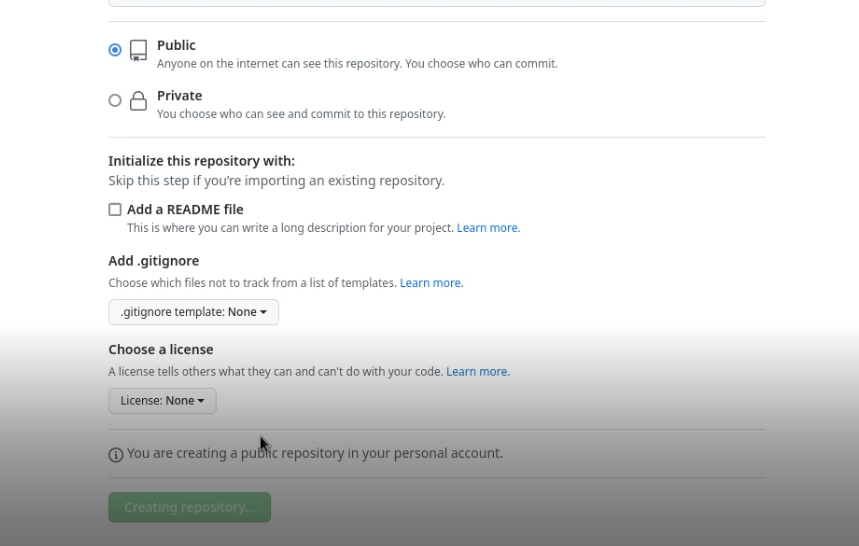 Public
Anyone on the internet can see this repository. You choose who can commit.
Private
You choose who can see and commit to this repository.
Initialize this repository with:
Skip this step if you’re importing an existing repository.
Add a README file
This is where you can write a long description for your project. Learn more.
Add .gitignore
Choose which files not to track from a list of templates. Learn more.
.gitignore template: None
Choose a license
A license tells others what they can and can't do with your code. Learn more.
License: None
You are creating a public repository in your personal account.
Creating repository...